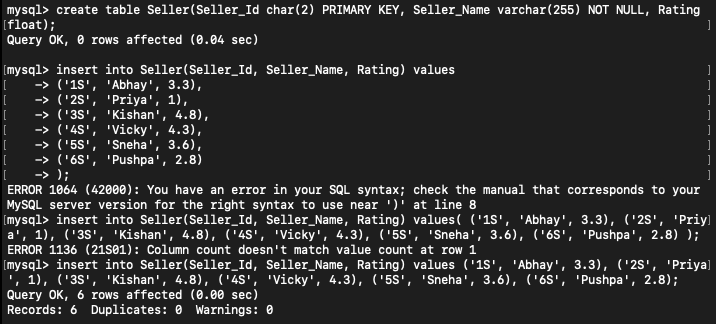 mysql> create table Seller(Seller_Id char(2) PRIMARY KEY, Seller_Name varchar(255) NOT NULL, Rating
float);
Query OK, 0 rows affected (0.04 sec)
[mysql> insert into Seller(Seller_Id, Seller_Name, Rating) values ]
[    -> ('1S', 'Abhay', 3.3), ]
[    -> ('2S', 'Priya', 1), ]
[    -> ('3S', 'Kishan', 4.8), ]
[    -> ('4S', 'Vicky', 4.3), ]
[    -> ('5S', 'Sneha', 3.6), ]
[    -> ('6S', 'Pushpa', 2.8) ]
[    -> ); ]
ERROR 1064 (42000): You have an error in your SQL syntax; check the manual that corresponds to your
MySQL server version for the right syntax to use near ')' at line 8
[mysql> insert into Seller(Seller_Id, Seller_Name, Rating) values( ('1S', 'Abhay', 3.3), ('2S', 'Priy]
[a', 1), ('3S', 'Kishan', 4.8), ('4S', 'Vicky', 4.3), ('5S', 'Sneha', 3.6), ('6S', 'Pushpa', 2.8) ); ]
ERROR 1136 (21S01): Column count doesn't match value count at row 1
[mysql> insert into Seller(Seller_Id, Seller_Name, Rating) values ('1S', 'Abhay', 3.3), ('2S', 'Priya]
[', 1), ('3S', 'Kishan', 4.8), ('4S', 'Vicky', 4.3), ('5S', 'Sneha', 3.6), ('6S', 'Pushpa', 2.8); ]
Query OK, 6 rows affected (0.00 sec)
Records: 6  Duplicates: 0  Warnings: 0